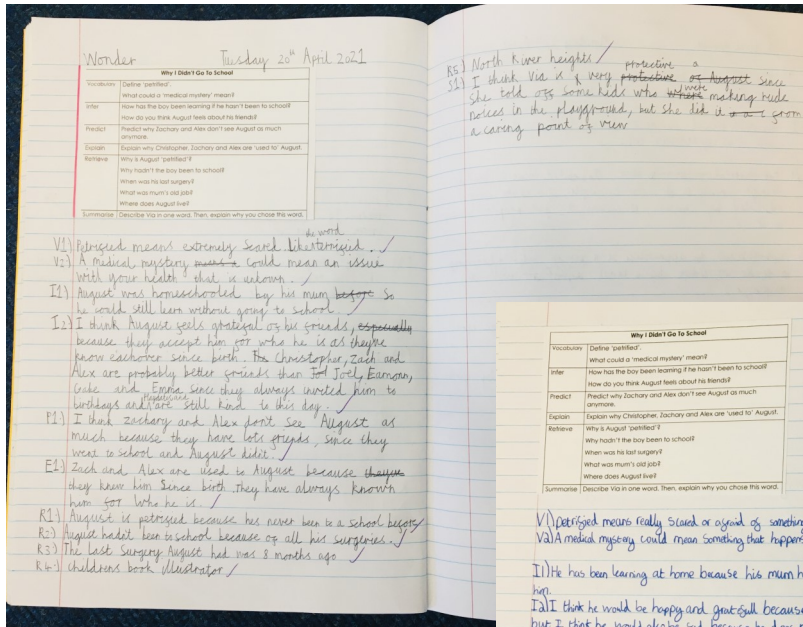 Wonder Tuesday 20th April 2021
Why I Didn't Go To School
Vocabulary Define 'petrified'.
What could a 'medical mystery' mean?
Infer How has the boy been learning if he hasn't been to school?
How do you think August feels about his friends?
Predict Predict why Zachary and Alex don't see August as much
anymore.
Explain Explain why Christopher, Zachary and Alex are 'used to' August.
Retrieve Why is August 'petrified'?
Why hadn't the boy been to school?
When was his last surgery?
What was mum's old job?
Where does August live?
Summarise Describe Via in one word. Then, explain why you chose this word.
V1) Petrified means extremely scared like the word terrified.
V2) A medical mystery could mean an issue
with your health that is unkown.
I1) August was homeschooled by his mum before so
he could still learn without going to school.
I2) I think August feels grateful of his friends, especially
because they accept him for who he is as they've
know eachover since birth. Christopher, Zach and
Alex are probably better friends than Joel, Eamonn,
and Emma since they always invited him to
birthdays and are still kind to this day.
P1) I think Zachary and Alex don't see August as
much because they have lots friends, since they
went to school and August didit.
E1) Zach and Alex are used to August because
they knew him since birth. They have always known
him for who he is.
R1) August is petrified because his never been to a school before
R2) August hadit been to school because of all his surgeries.
R3) The last surgery August had was 8 months ago
R4) childrens book illustrator
R5) North River heights
S1) I think Via is a very protective of August since
she told off some kids who were making rude
noices in the playground, but she did it from
a caring point of view
Why I Didn't Go To School
Vocabulary Define 'petrified'.
What could a 'medical mystery' mean?
Infer How has the boy been learning if he hasn't been to school?
How do you think August feels about his friends?
Predict Predict why Zachary and Alex don't see August as much
anymore.
Explain Explain why Christopher, Zachary and Alex are 'used to' August.
Retrieve Why is August 'petrified'?
Why hadn't the boy been to school?
When was his last surgery?
What was mum's old job?
Where does August live?
Summarise Describe Via in one word. Then, explain why you chose this word.
V1) petrified means really scared or afraid of something
V2) A medical mystery could mean something that happens
I1) He has been learning at home because his mum h
him.
I2) I think he would be happy and gratefull because
but I think he would